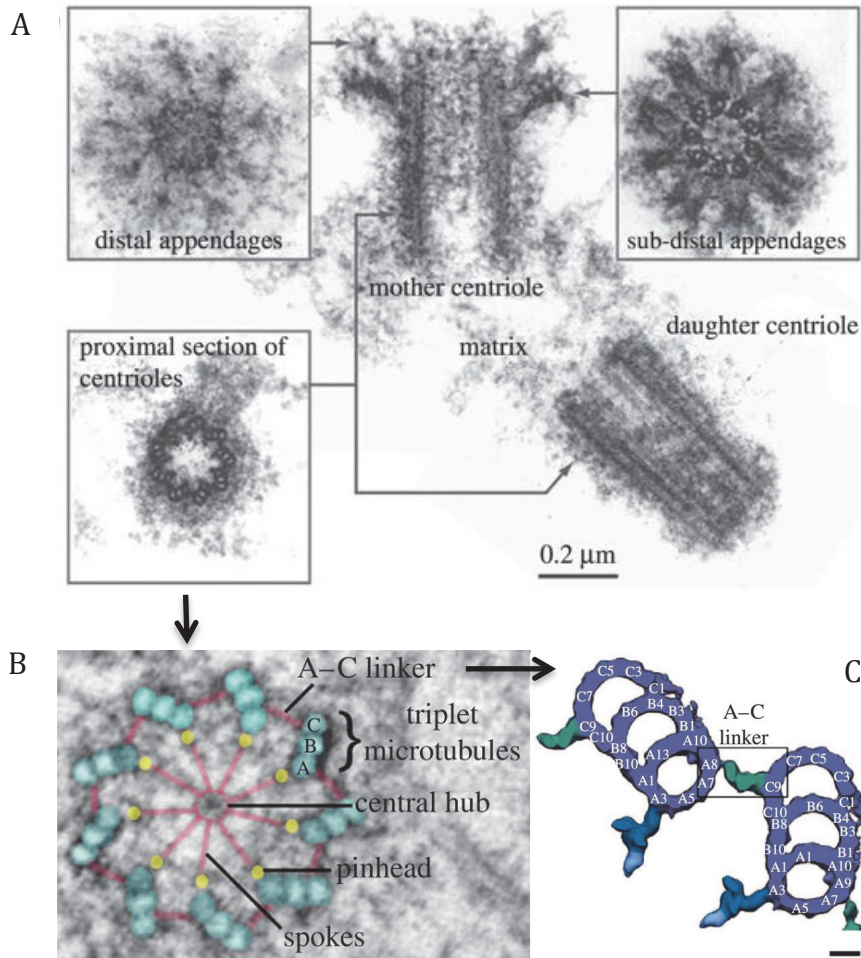 A
distal appendages
sub-distal appendages
mother centriole
daughter centriole
matrix
proximal section of
centrioles
0.2 μm
B
A–C linker
C
B
A
triplet
microtubules
central hub
pinhead
spokes
C
A–C
linker
C5
C3
C7
C1
C9
C10
B6
B4
B3
B1
B8
B10
A13
A10
A1
A8
A7
A3
A5
C7
C5
C9
C3
C10
C1
B8
B6
B4
B3
B10
B1
A1
A1
A10
A3
A9
A5
A7